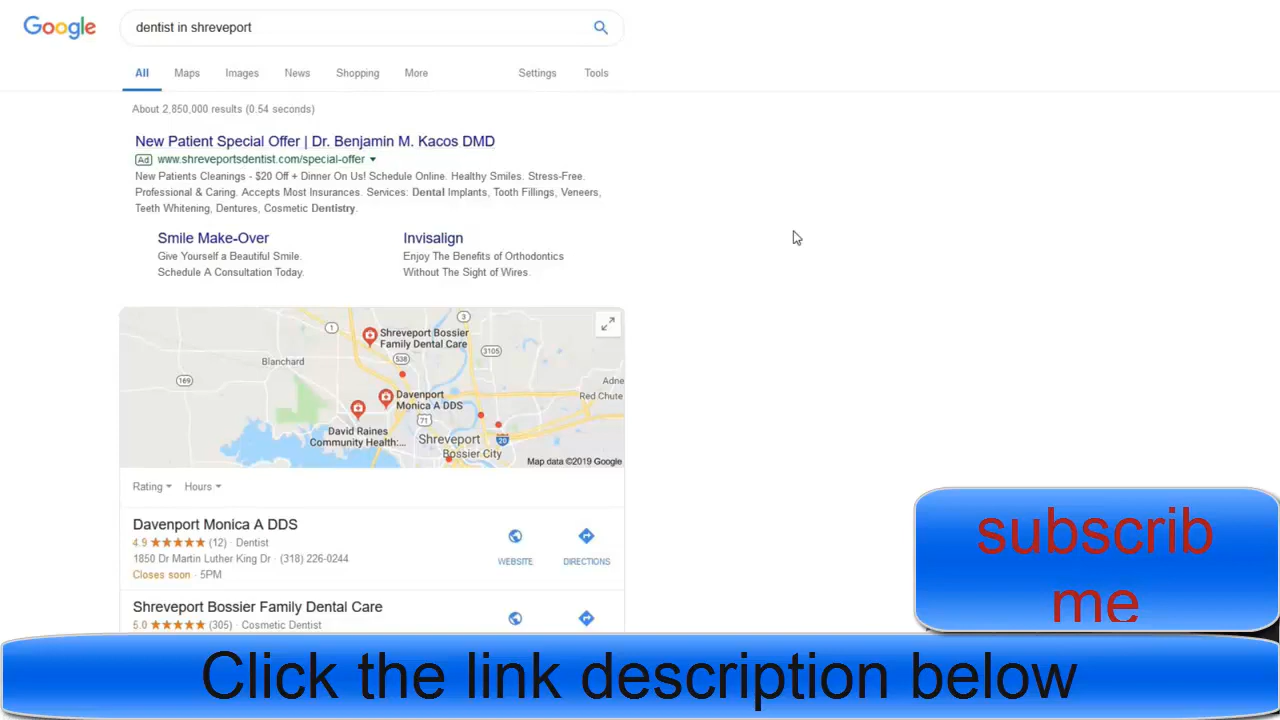 Google
dentist in shreveport
All Maps Images News Shopping More Settings Tools
About 2,850,000 results (0.54 seconds)
New Patient Special Offer | Dr. Benjamin M. Kacos DMD
Ad www.shreveportsdentist.com/special-offer
New Patients Cleanings - $20 Off + Dinner On Us! Schedule Online. Healthy Smiles. Stress-Free.
Professional & Caring. Accepts Most Insurances. Services: Dental Implants, Tooth Fillings, Veneers,
Teeth Whitening, Dentures, Cosmetic Dentistry.
Smile Make-Over
Give Yourself a Beautiful Smile.
Schedule A Consultation Today.
Invisalign
Enjoy The Benefits of Orthodontics
Without The Sight of Wires.
3
1
Shreveport Bossier
Family Dental Care
3105
538
Blanchard
169
Adne
Red Chute
Davenport
Monica A DDS
71
David Raines
Community Health:...
Shreveport
20
Bossier City
Map data ©2019 Google
Rating Hours
Davenport Monica A DDS
4.9 (12) · Dentist
1850 Dr Martin Luther King Dr · (318) 226-0244
Closes soon · 5PM
WEBSITE DIRECTIONS
Shreveport Bossier Family Dental Care
5.0 (305) · Cosmetic Dentist
subscrib
me
Click the link description below